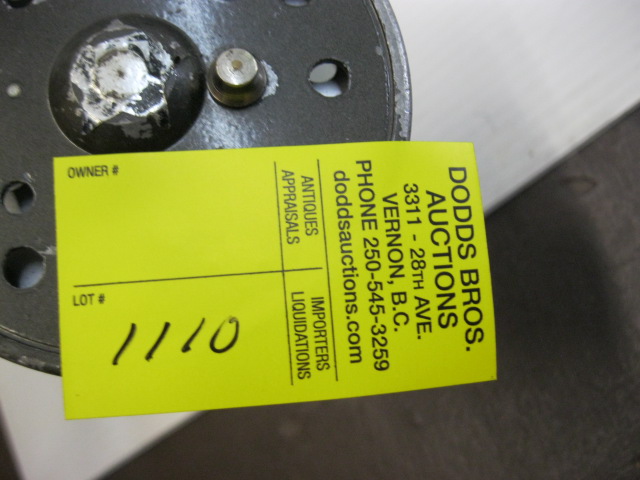 DODDS BROS.
AUCTIONS
3311 - 28TH AVE.
VERNON, B.C.
PHONE 250-545-3259
doddsauctions.com
ANTIQUES
APPRAISALS
IMPORTERS
LIQUIDATIONS
OWNER #
LOT #
1110